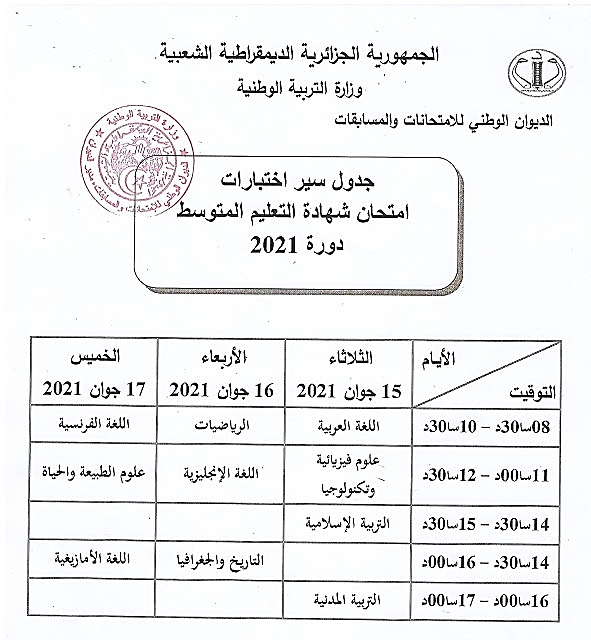 الجمهورية الجزائرية الديمقراطية الشعبية
وزارة التربية الوطنية
الديوان الوطني للامتحانات والمسابقات
جدول سير اختبارات
امتحان شهادة التعليم المتوسط
دورة 2021
الأيام
التوقيت
الثلاثاء
15 جوان 2021
الأربعاء
16 جوان 2021
الخميس
17 جوان 2021
08سا30د – 10سا30د اللغة العربية الرياضيات اللغة الفرنسية
11سا00د – 12سا30د علوم فيزيائية وتكنولوجيا اللغة الإنجليزية علوم الطبيعة والحياة
14سا30د – 15سا30د التربية الإسلامية
14سا30د – 16سا00د التاريخ والجغرافيا اللغة الأمازيغية
16سا00د – 17سا00د التربية المدنية
وزارة التربية الوطنية